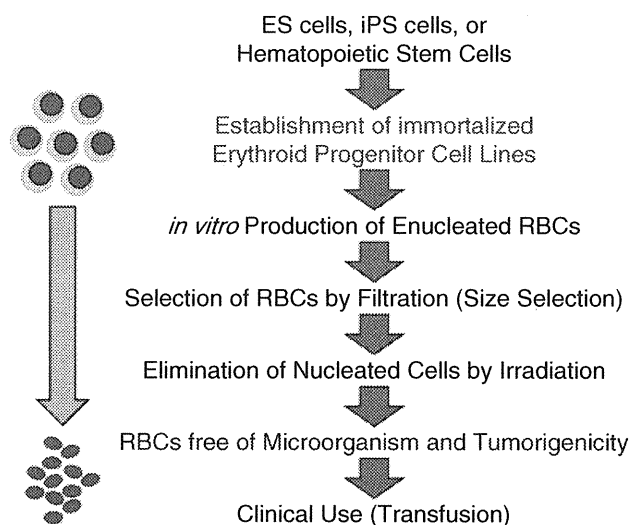 ES cells, iPS cells, or
Hematopoietic Stem Cells
Establishment of immortalized
Erythroid Progenitor Cell Lines
in vitro Production of Enucleated RBCs
Selection of RBCs by Filtration (Size Selection)
Elimination of Nucleated Cells by Irradiation
RBCs free of Microorganism and Tumorigenicity
Clinical Use (Transfusion)